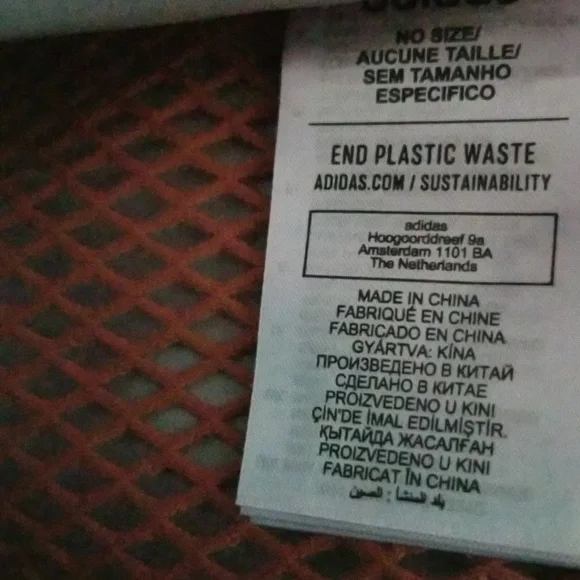 adidas
NO SIZE/
AUCUNE TAILLE/
SEM TAMANHO
ESPECIFICO
END PLASTIC WASTE
ADIDAS.COM / SUSTAINABILITY
adidas
Hoogoorddreef 9a
Amsterdam 1101 BA
The Netherlands
MADE IN CHINA
FABRIQUÉ EN CHINE
FABRICADO EN CHINA
GYÁRTVA: KÍNA
ПРОИЗВЕДЕНО В КИТАЙ
СДЕЛАНО В КИТАЕ
PROIZVEDENO U KINI
ÇİN'DE İMAL EDİLMİŞTİR.
ҚЫТАЙДА ЖАСАЛҒАН
PROIZVEDENO U KINI
FABRICAT ÎN CHINA
بلد المنشأ : الصين